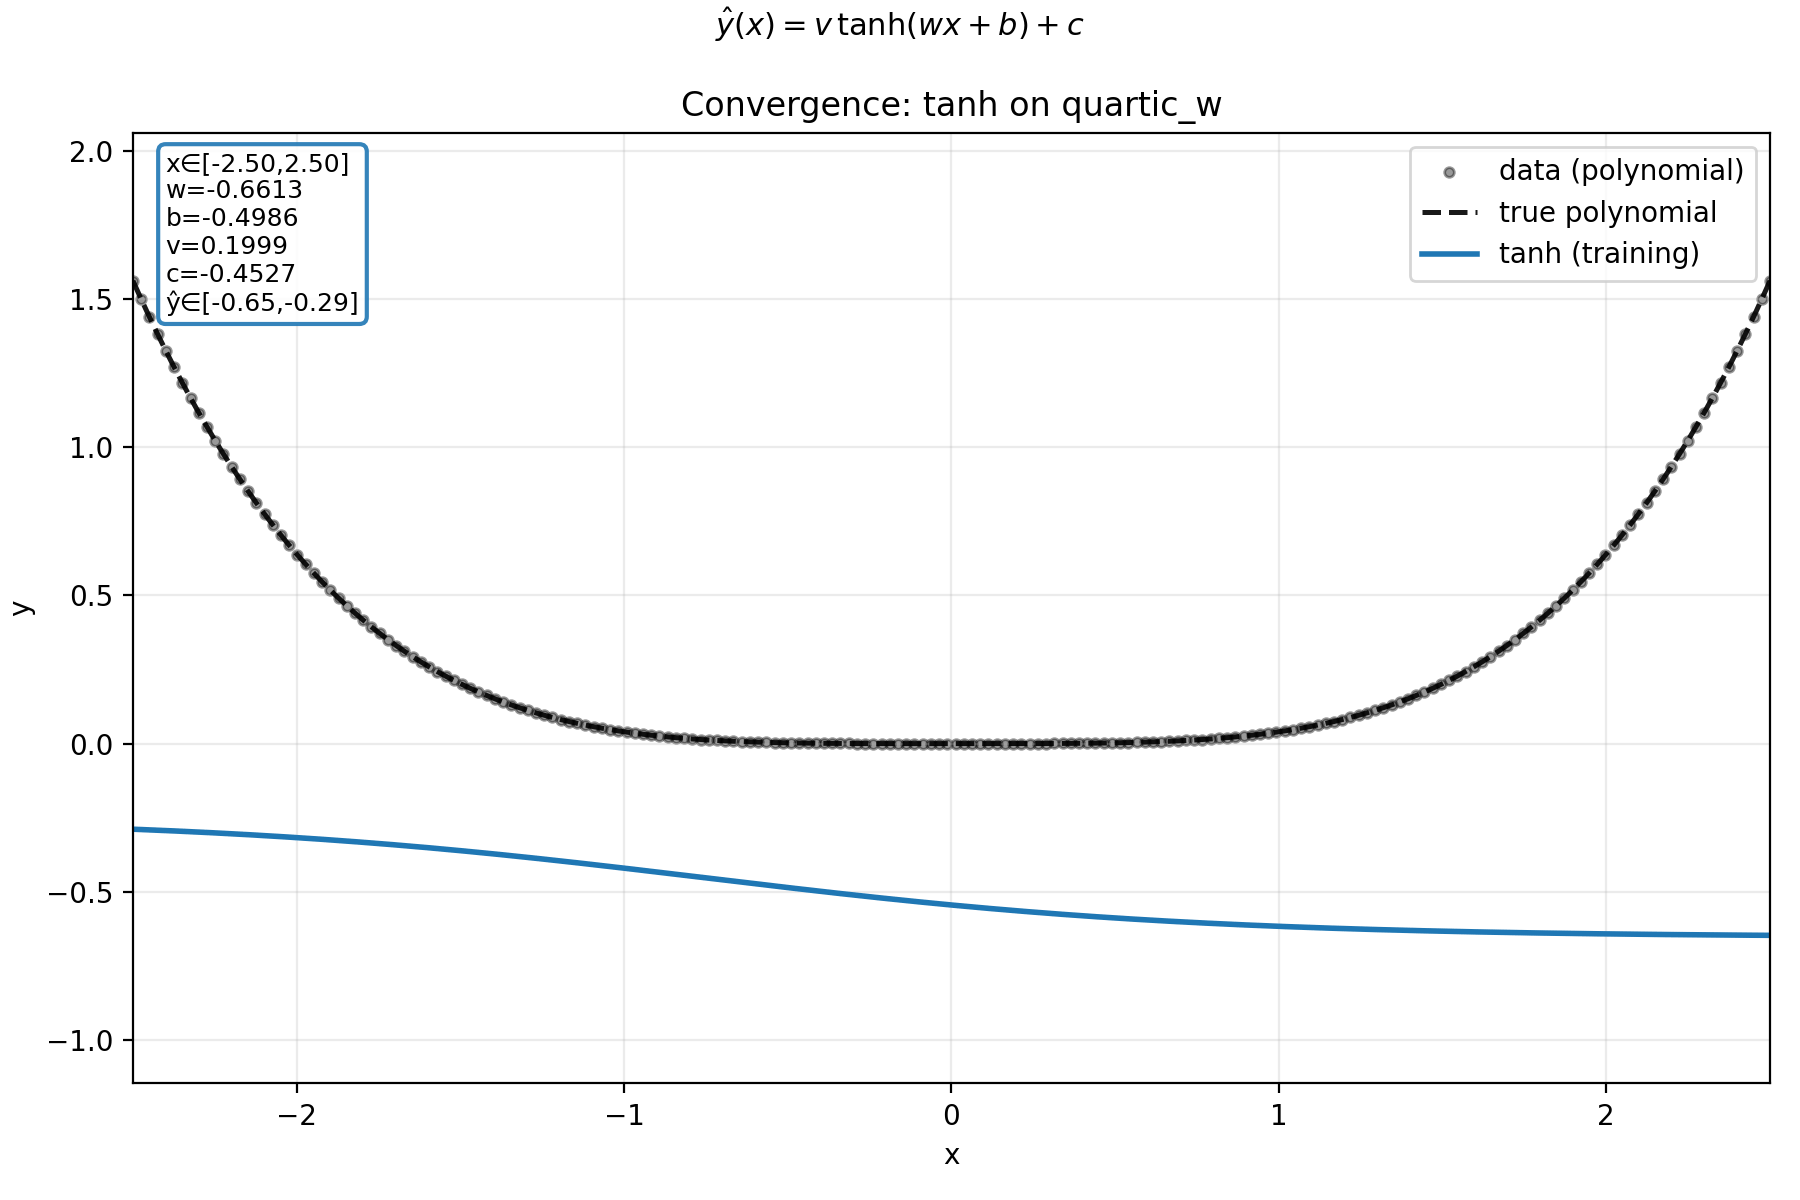 ŷ(x) = v tanh(wx + b) + c
Convergence: tanh on quartic_w
x∈[-2.50,2.50]
w=-0.6613
b=-0.4986
v=0.1999
c=-0.4527
ŷ∈[-0.65,-0.29]
data (polynomial)
true polynomial
tanh (training)
2.0
1.5
1.0
0.5
0.0
−0.5
−1.0
y
−2 −1 0 1 2
x